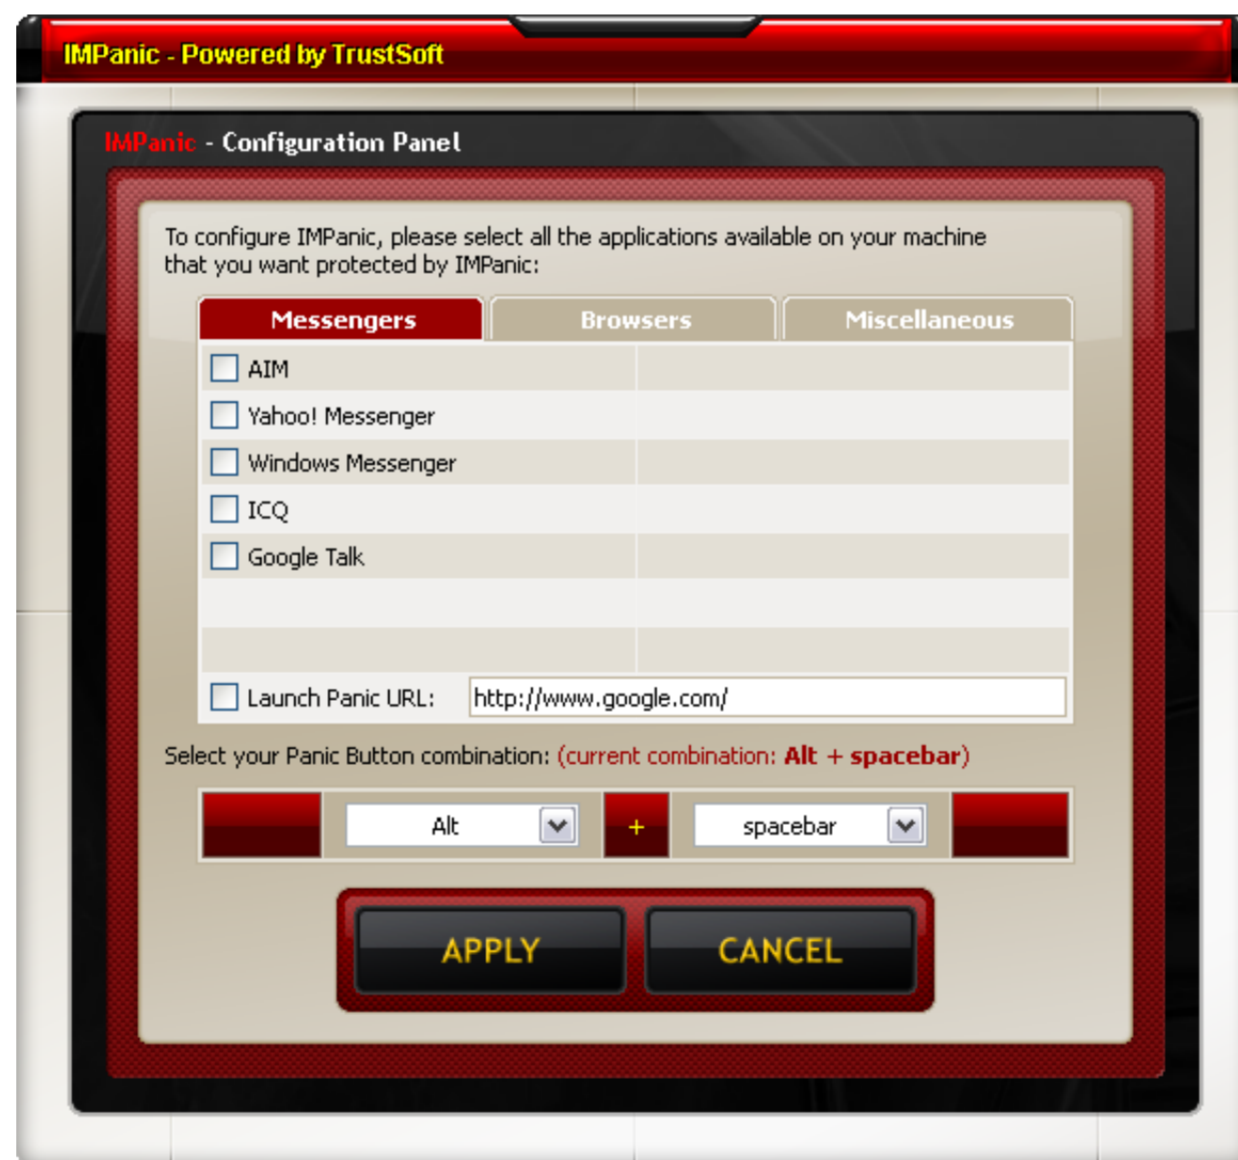 IMPanic - Powered by TrustSoft
IMPanic - Configuration Panel
To configure IMPanic, please select all the applications available on your machine
that you want protected by IMPanic:
Messengers Browsers Miscellaneous
AIM
Yahoo! Messenger
Windows Messenger
ICQ
Google Talk
Launch Panic URL: http://www.google.com/
Select your Panic Button combination: (current combination: Alt + spacebar)
Alt + spacebar
APPLY CANCEL